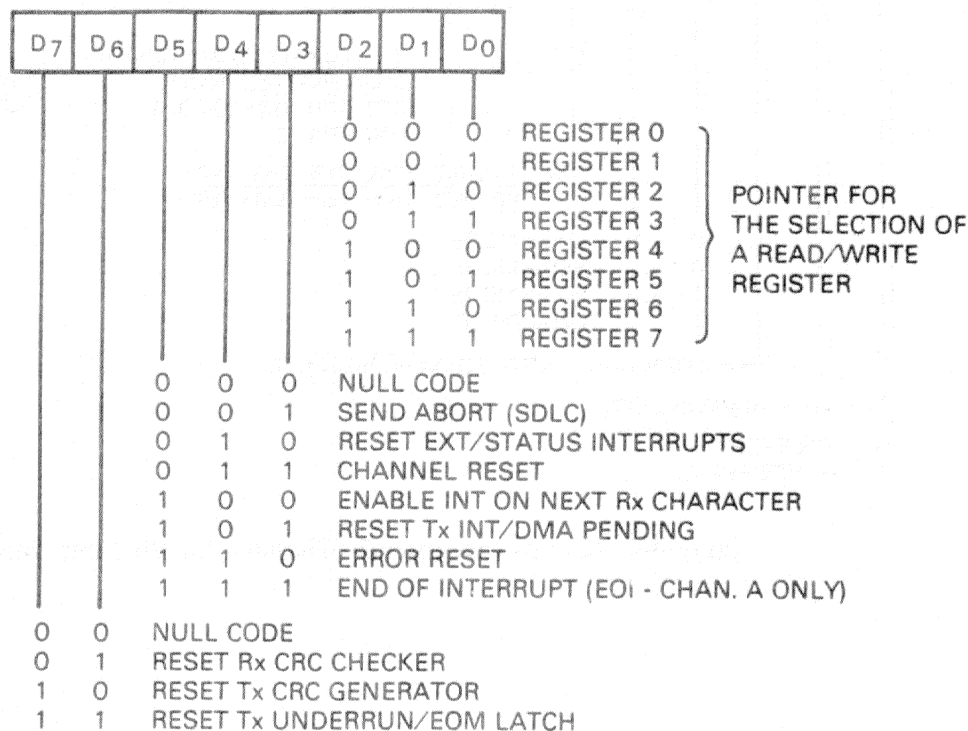 D7 D6 D5 D4 D3 D2 D1 D0
0 0 0 REGISTER 0
0 0 1 REGISTER 1
0 1 0 REGISTER 2
0 1 1 REGISTER 3
1 0 0 REGISTER 4
1 0 1 REGISTER 5
1 1 0 REGISTER 6
1 1 1 REGISTER 7
POINTER FOR
THE SELECTION OF
A READ/WRITE
REGISTER
0 0 0 NULL CODE
0 0 1 SEND ABORT (SDLC)
0 1 0 RESET EXT/STATUS INTERRUPTS
0 1 1 CHANNEL RESET
1 0 0 ENABLE INT ON NEXT Rx CHARACTER
1 0 1 RESET Tx INT/DMA PENDING
1 1 0 ERROR RESET
1 1 1 END OF INTERRUPT (EOI - CHAN. A ONLY)
0 0 NULL CODE
0 1 RESET Rx CRC CHECKER
1 0 RESET Tx CRC GENERATOR
1 1 RESET Tx UNDERRUN/EOM LATCH